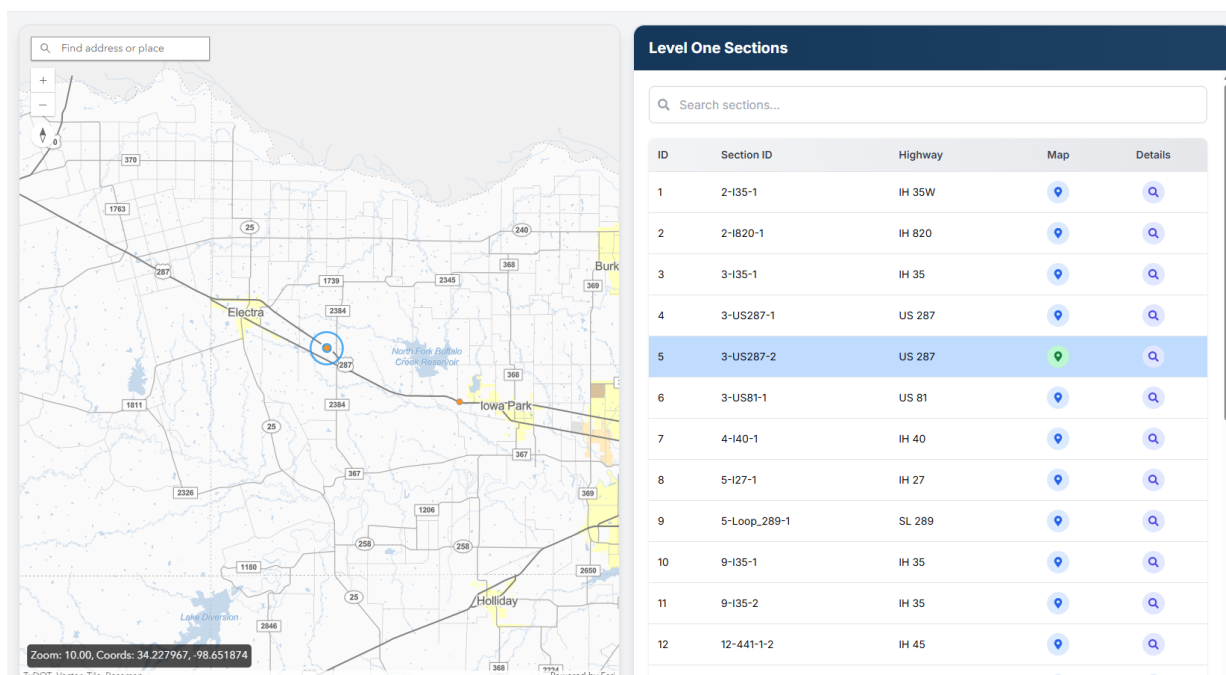 Find address or place
+
−
0
370
1763
25
240
287
Burk
368
1739
2345
369
Electra
2384
North Fork Buffalo
Creek Reservoir
287
368
1811
2384
Iowa Park
25
367
367
2326
369
1206
258
258
1180
2650
25
Holliday
Lake Diversion
2846
Zoom: 10.00, Coords: 34.227967, -98.651874
368
Level One Sections
Search sections...
ID Section ID Highway Map Details
1 2-I35-1 IH 35W
2 2-I820-1 IH 820
3 3-I35-1 IH 35
4 3-US287-1 US 287
5 3-US287-2 US 287
6 3-US81-1 US 81
7 4-I40-1 IH 40
8 5-I27-1 IH 27
9 5-Loop_289-1 SL 289
10 9-I35-1 IH 35
11 9-I35-2 IH 35
12 12-441-1-2 IH 45